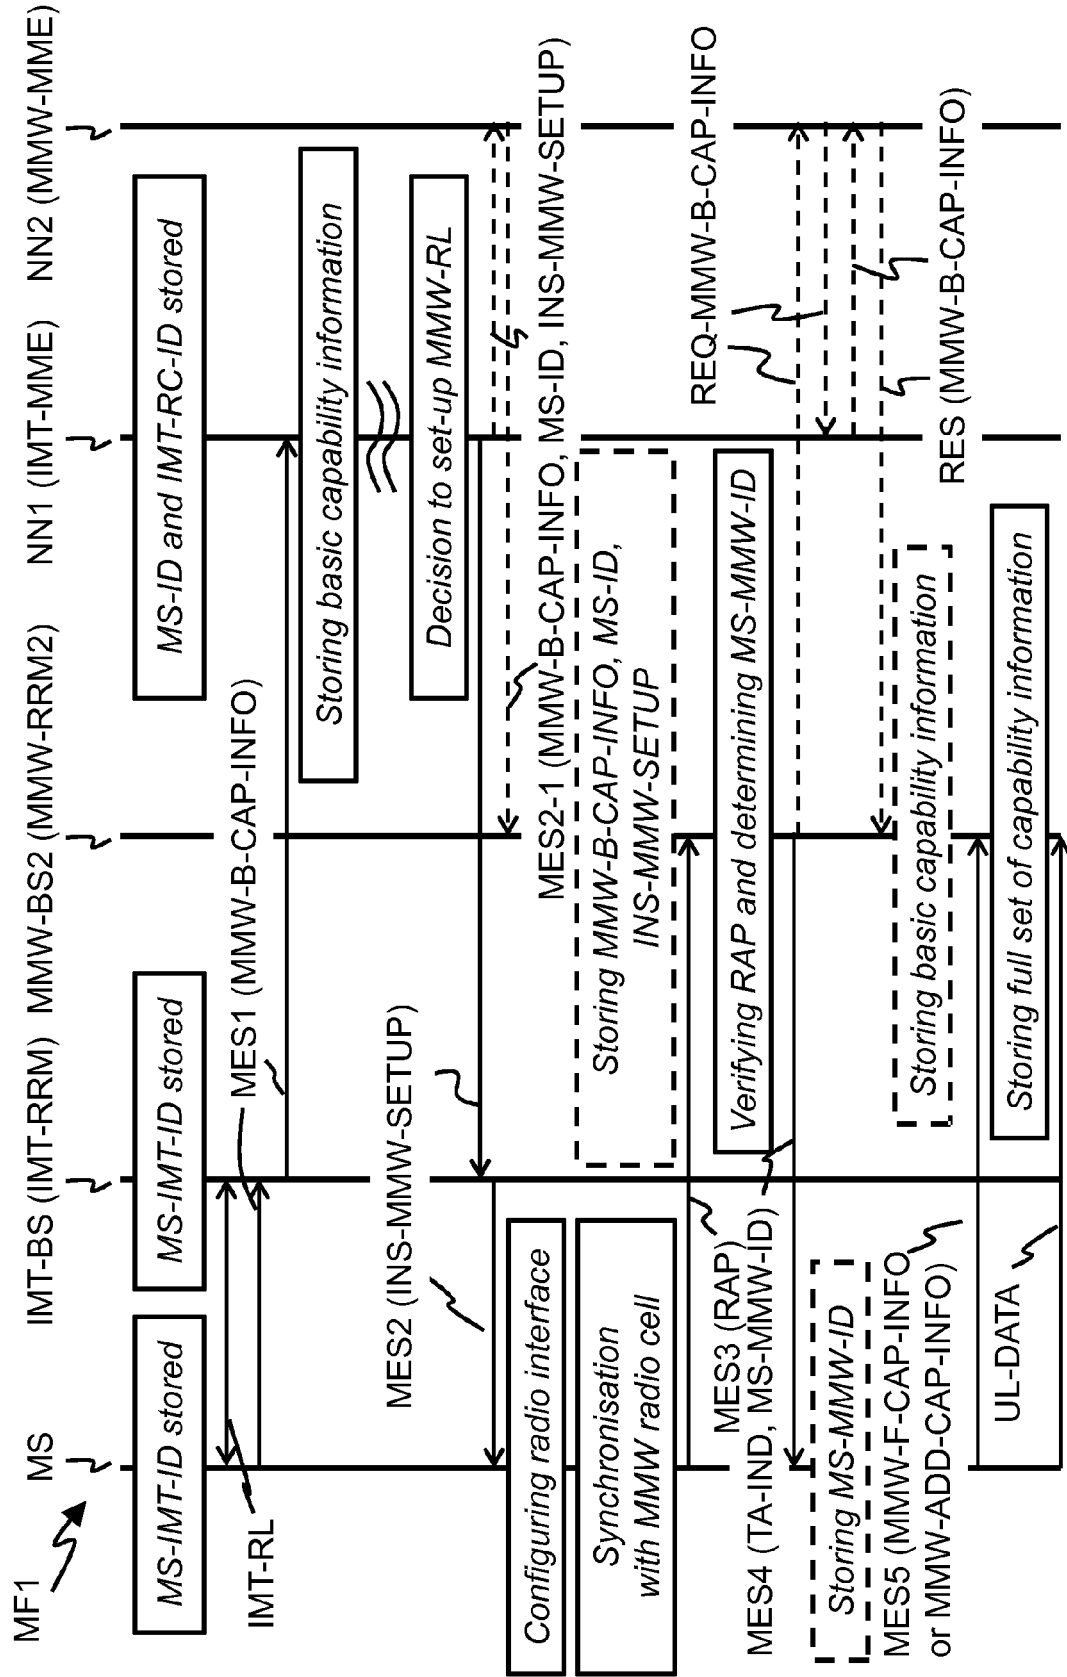 MF1
MS
IMT-BS (IMT-RRM)
MMW-BS2 (MMW-RRM2)
NN1 (IMT-MME)
NN2 (MMW-MME)
MS-IMT-ID stored
MS-IMT-ID stored
MS-ID and IMT-RC-ID stored
IMT-RL
MES1 (MMW-B-CAP-INFO)
Storing basic capability information
Decision to set-up MMW-RL
MES2 (INS-MMW-SETUP)
MES2-1 (MMW-B-CAP-INFO, MS-ID, INS-MMW-SETUP)
Configuring radio interface
Storing MMW-B-CAP-INFO, MS-ID,
INS-MMW-SETUP
Synchronisation
with MMW radio cell
MES3 (RAP)
Verifying RAP and determining MS-MMW-ID
REQ-MMW-B-CAP-INFO
MES4 (TA-IND, MS-MMW-ID)
Storing MS-MMW-ID
RES (MMW-B-CAP-INFO)
Storing basic capability information
MES5 (MMW-F-CAP-INFO
or MMW-ADD-CAP-INFO)
Storing full set of capability information
UL-DATA